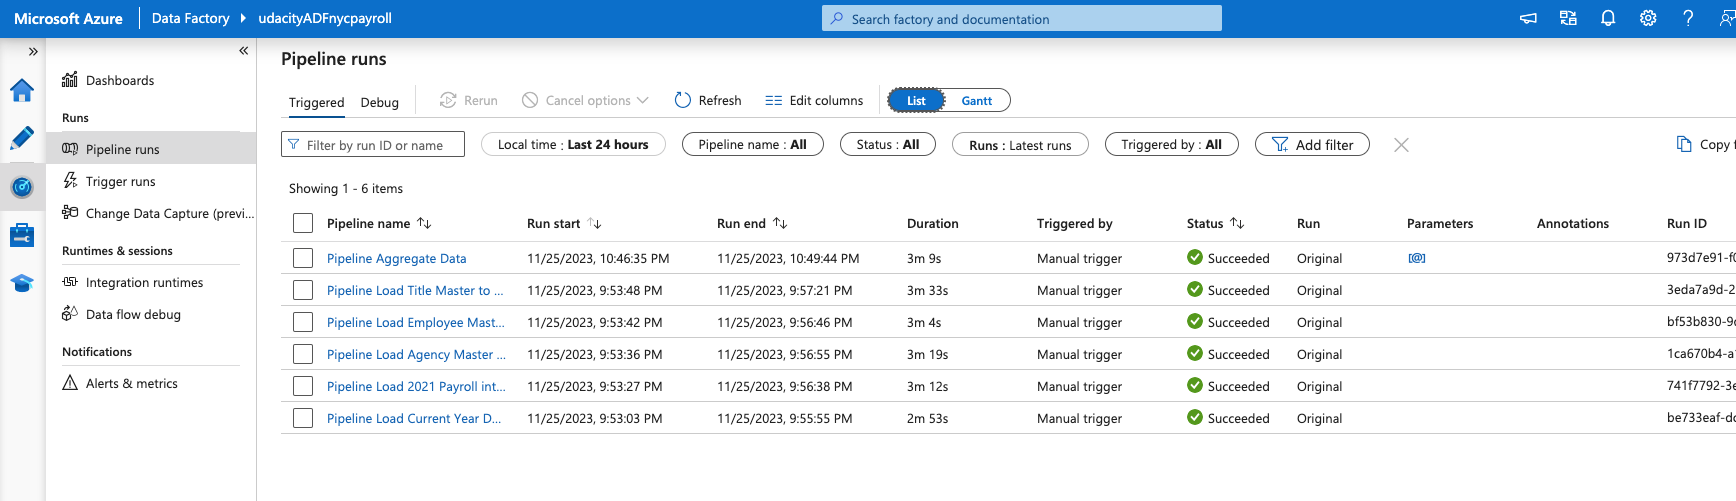 Microsoft Azure Data Factory udacityADFnycpayroll Search factory and documentation
Dashboards
Runs
Pipeline runs
Trigger runs
Change Data Capture (previ...
Runtimes & sessions
Integration runtimes
Data flow debug
Notifications
Alerts & metrics
Pipeline runs
Triggered Debug Rerun Cancel options Refresh Edit columns List Gantt
Filter by run ID or name Local time : Last 24 hours Pipeline name : All Status : All Runs : Latest runs Triggered by : All Add filter Copy
Showing 1 - 6 items
Pipeline name Run start Run end Duration Triggered by Status Run Parameters Annotations Run ID
Pipeline Aggregate Data 11/25/2023, 10:46:35 PM 11/25/2023, 10:49:44 PM 3m 9s Manual trigger Succeeded Original [@] 973d7e91-f0
Pipeline Load Title Master to ... 11/25/2023, 9:53:48 PM 11/25/2023, 9:57:21 PM 3m 33s Manual trigger Succeeded Original 3eda7a9d-2
Pipeline Load Employee Mast... 11/25/2023, 9:53:42 PM 11/25/2023, 9:56:46 PM 3m 4s Manual trigger Succeeded Original bf53b830-9
Pipeline Load Agency Master ... 11/25/2023, 9:53:36 PM 11/25/2023, 9:56:55 PM 3m 19s Manual trigger Succeeded Original 1ca670b4-a
Pipeline Load 2021 Payroll int... 11/25/2023, 9:53:27 PM 11/25/2023, 9:56:38 PM 3m 12s Manual trigger Succeeded Original 741f7792-3
Pipeline Load Current Year D... 11/25/2023, 9:53:03 PM 11/25/2023, 9:55:55 PM 2m 53s Manual trigger Succeeded Original be733eaf-d